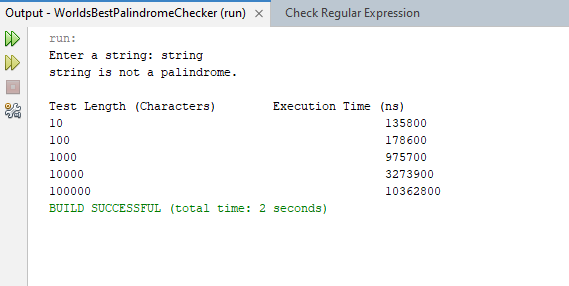 Output - WorldsBestPalindromeChecker (run) × Check Regular Expression
run:
Enter a string: string
string is not a palindrome.
Test Length (Characters) Execution Time (ns)
10 135800
100 178600
1000 975700
10000 3273900
100000 10362800
BUILD SUCCESSFUL (total time: 2 seconds)